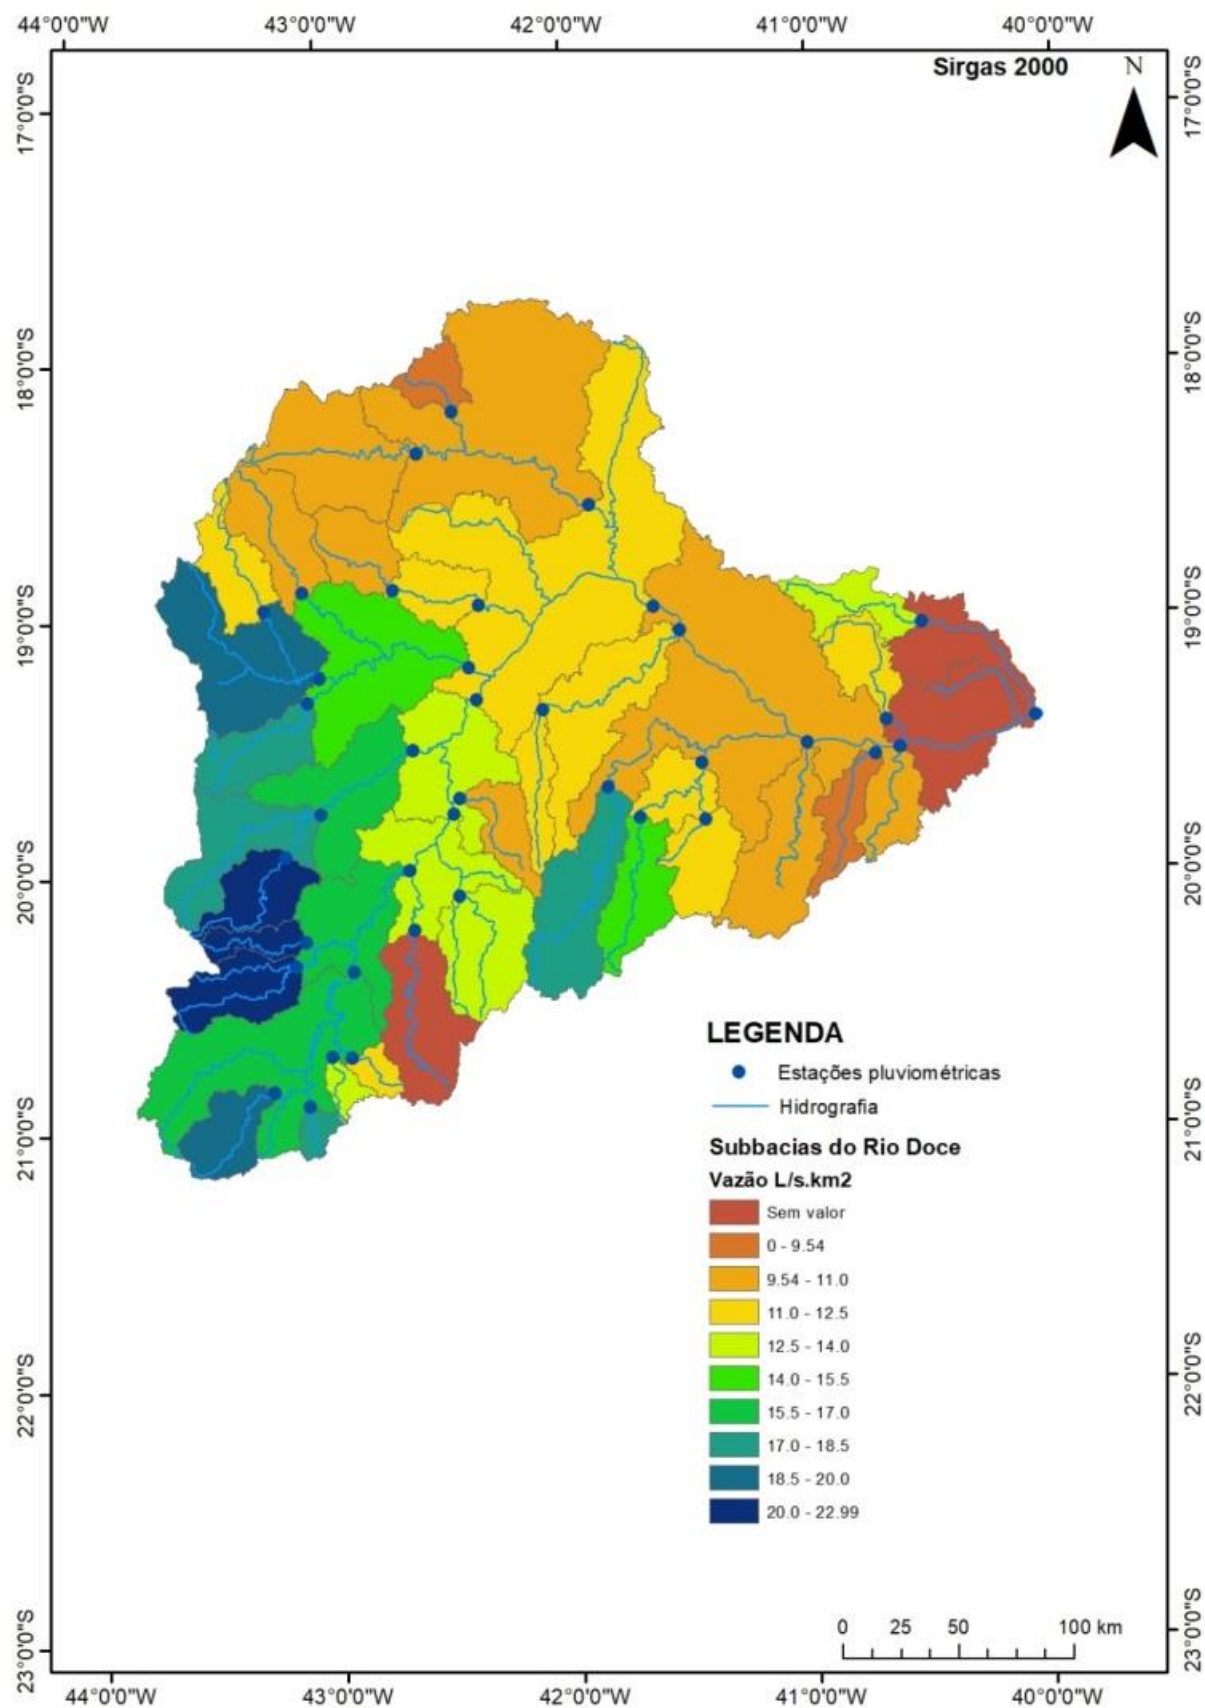 44°0'0"W 43°0'0"W 42°0'0"W 41°0'0"W 40°0'0"W
Sirgas 2000
N
17°0'0"S
17°0'0"S
18°0'0"S
18°0'0"S
19°0'0"S
19°0'0"S
20°0'0"S
20°0'0"S
21°0'0"S
21°0'0"S
22°0'0"S
22°0'0"S
23°0'0"S
23°0'0"S
LEGENDA
Estações pluviométricas
Hidrografia
Subbacias do Rio Doce
Vazão L/s.km2
Sem valor
0 - 9.54
9.54 - 11.0
11.0 - 12.5
12.5 - 14.0
14.0 - 15.5
15.5 - 17.0
17.0 - 18.5
18.5 - 20.0
20.0 - 22.99
0 25 50 100 km
44°0'0"W 43°0'0"W 42°0'0"W 41°0'0"W 40°0'0"W